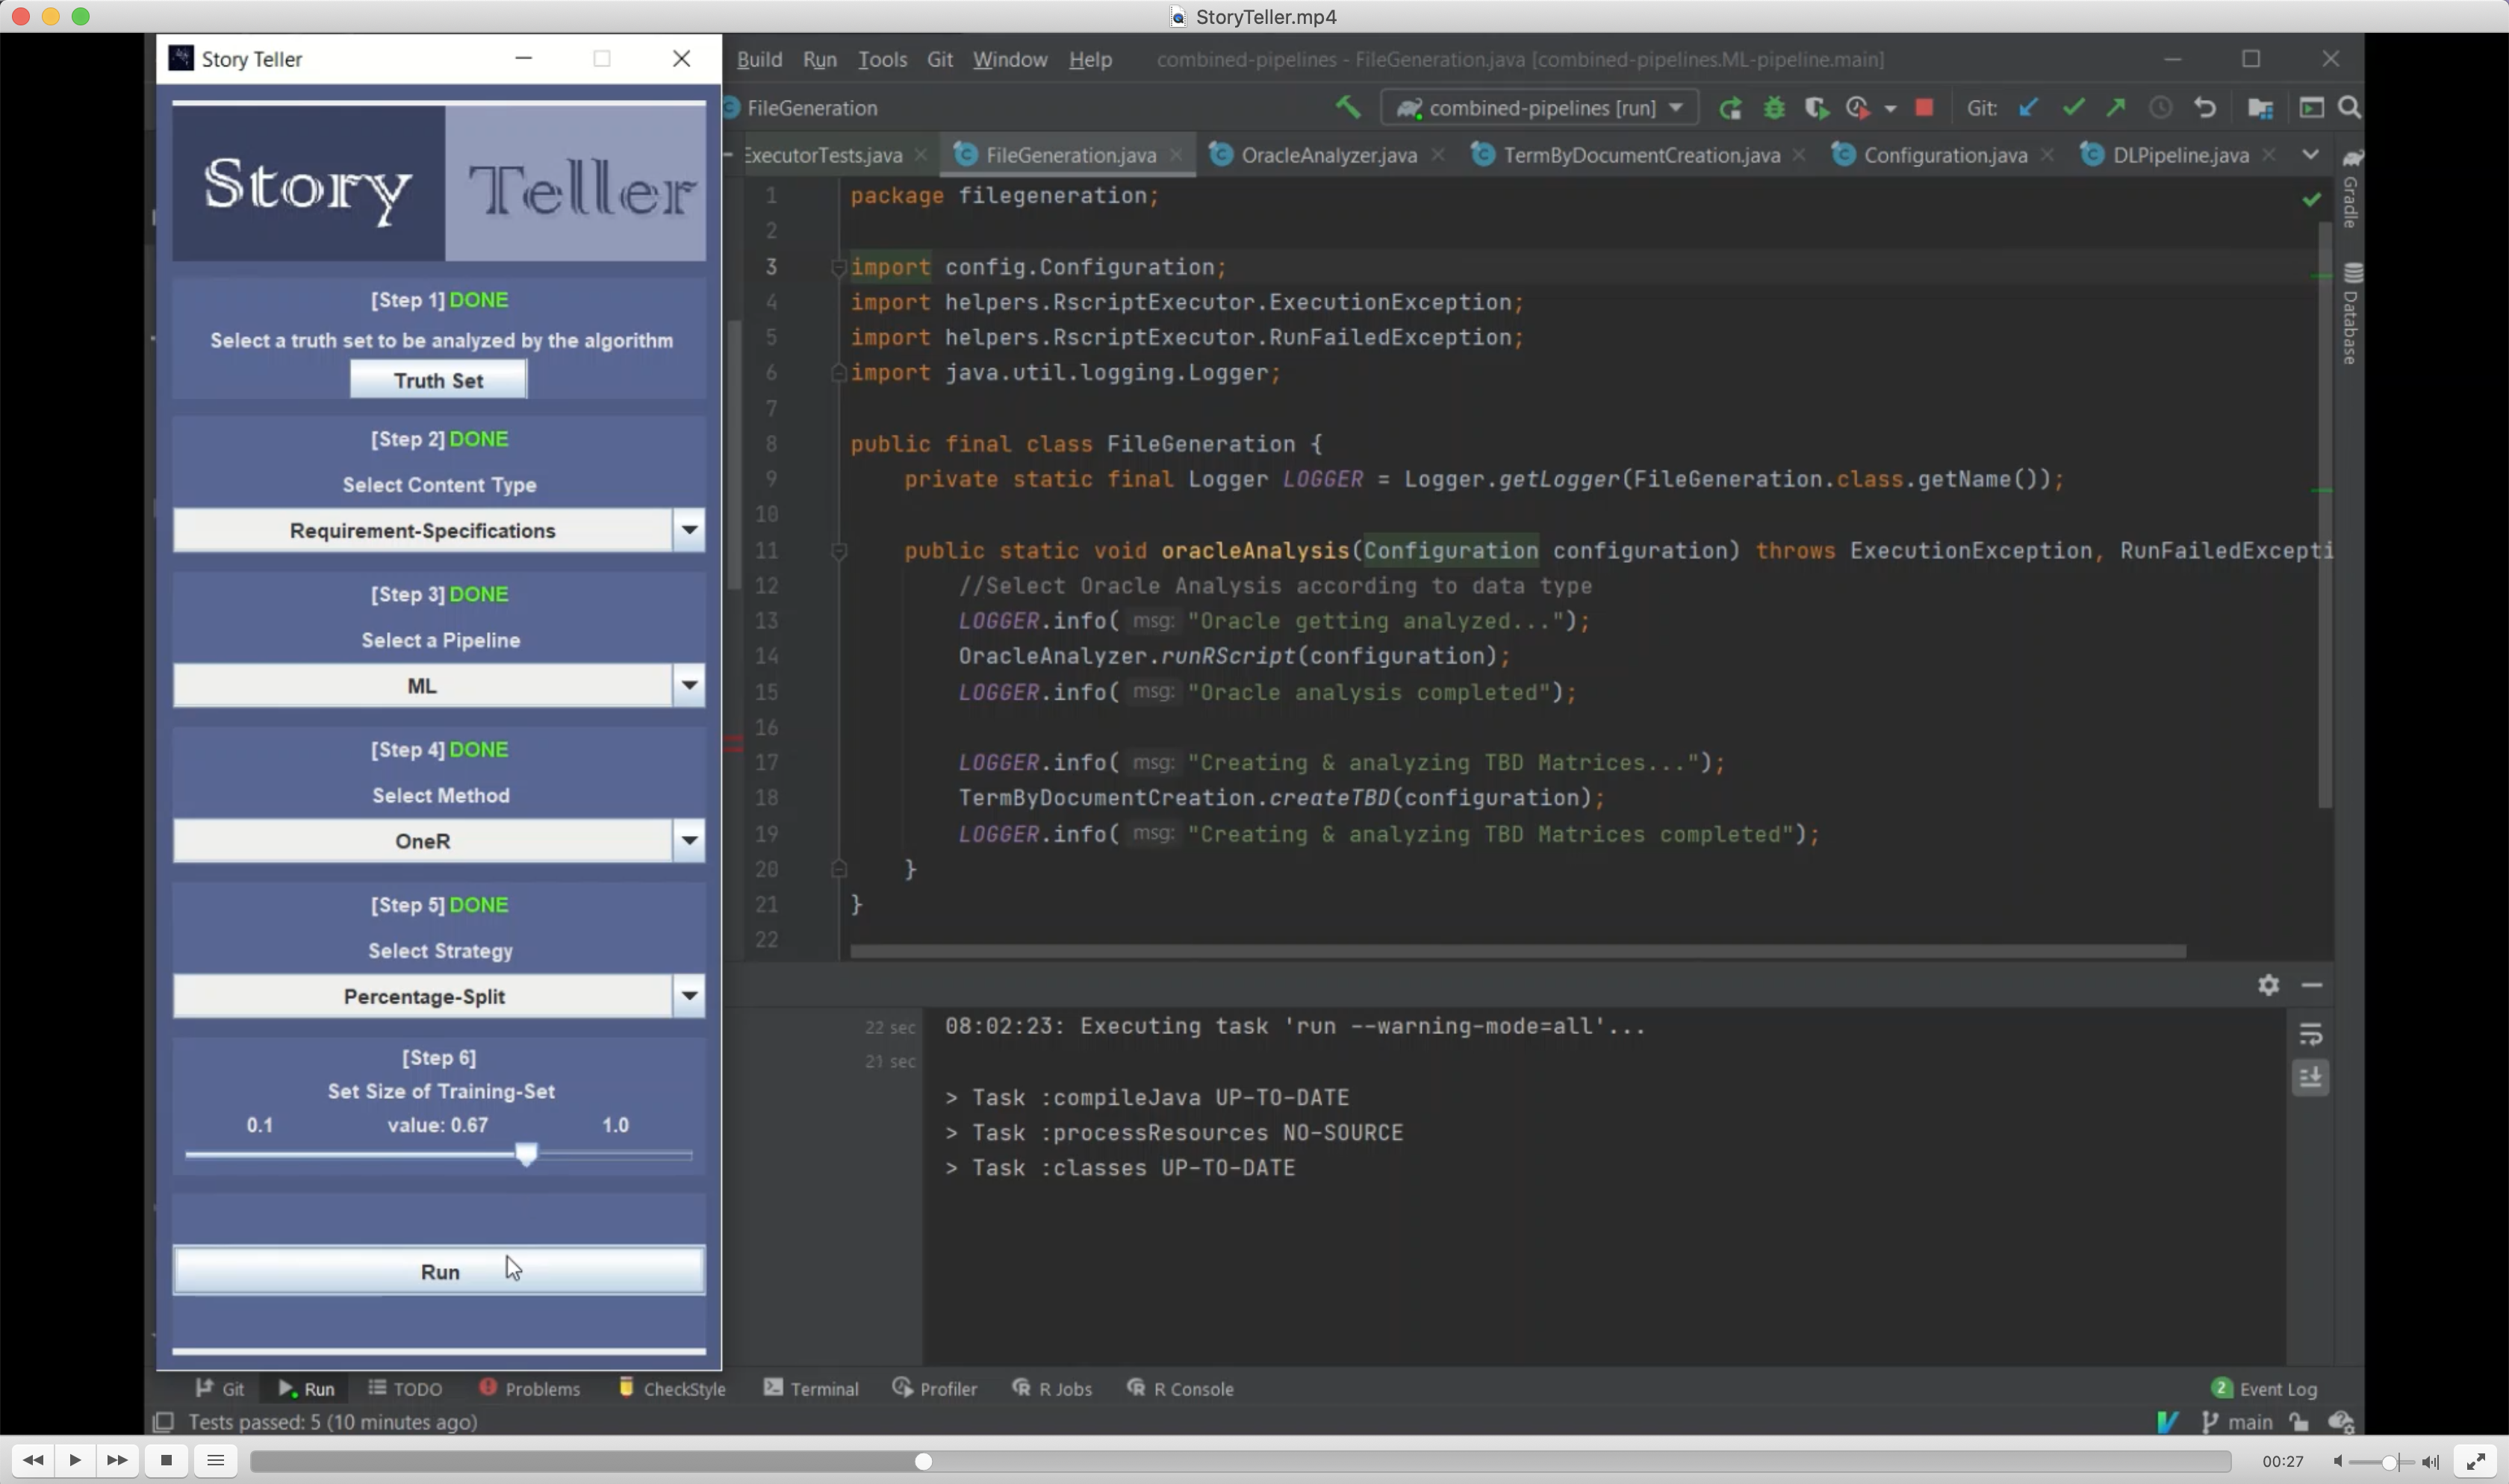 StoryTeller.mp4
Story Teller
Story Teller
[Step 1] DONE
Select a truth set to be analyzed by the algorithm
Truth Set
[Step 2] DONE
Select Content Type
Requirement-Specifications
[Step 3] DONE
Select a Pipeline
ML
[Step 4] DONE
Select Method
OneR
[Step 5] DONE
Select Strategy
Percentage-Split
[Step 6]
Set Size of Training-Set
0.1 value: 0.67 1.0
Run
Build Run Tools Git Window Help combined-pipelines - FileGeneration.java [combined-pipelines.ML-pipeline.main]
FileGeneration combined-pipelines [run] Git:
ExecutorTests.java FileGeneration.java OracleAnalyzer.java TermByDocumentCreation.java Configuration.java DLPipeline.java
Gradle
Database
1 package filegeneration;
2
3 import config.Configuration;
4 import helpers.RscriptExecutor.ExecutionException;
5 import helpers.RscriptExecutor.RunFailedException;
6 import java.util.logging.Logger;
7
8 public final class FileGeneration {
9 private static final Logger LOGGER = Logger.getLogger(FileGeneration.class.getName());
10
11 public static void oracleAnalysis(Configuration configuration) throws ExecutionException, RunFailedExcepti
12 //Select Oracle Analysis according to data type
13 LOGGER.info( msg: "Oracle getting analyzed...");
14 OracleAnalyzer.runRScript(configuration);
15 LOGGER.info( msg: "Oracle analysis completed");
16
17 LOGGER.info( msg: "Creating & analyzing TBD Matrices...");
18 TermByDocumentCreation.createTBD(configuration);
19 LOGGER.info( msg: "Creating & analyzing TBD Matrices completed");
20 }
21 }
22
22 sec 08:02:23: Executing task 'run --warning-mode=all'...
21 sec
> Task :compileJava UP-TO-DATE
> Task :processResources NO-SOURCE
> Task :classes UP-TO-DATE
Git Run TODO Problems CheckStyle Terminal Profiler R Jobs R Console 2 Event Log
Tests passed: 5 (10 minutes ago) main
00:27